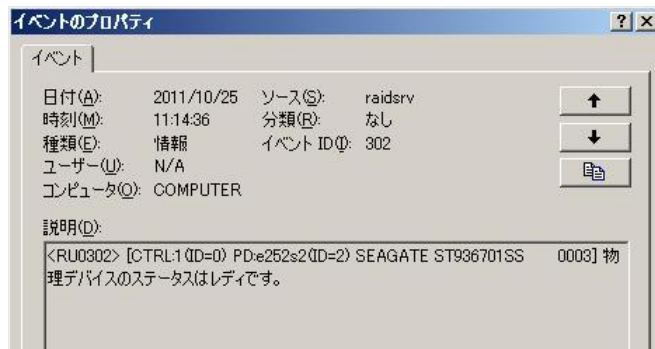 イベントのプロパティ
イベント
日付(A): 2011/10/25 ソース(S): raidsrv
時刻(M): 11:14:36 分類(R): なし
種類(E): 情報 イベント ID(I): 302
ユーザー(U): N/A
コンピュータ(O): COMPUTER
説明(D):
<RU0302> [CTRL:1(ID=0) PD:e252s2(ID=2) SEAGATE ST936701SS 0003] 物
理デバイスのステータスはレディです。